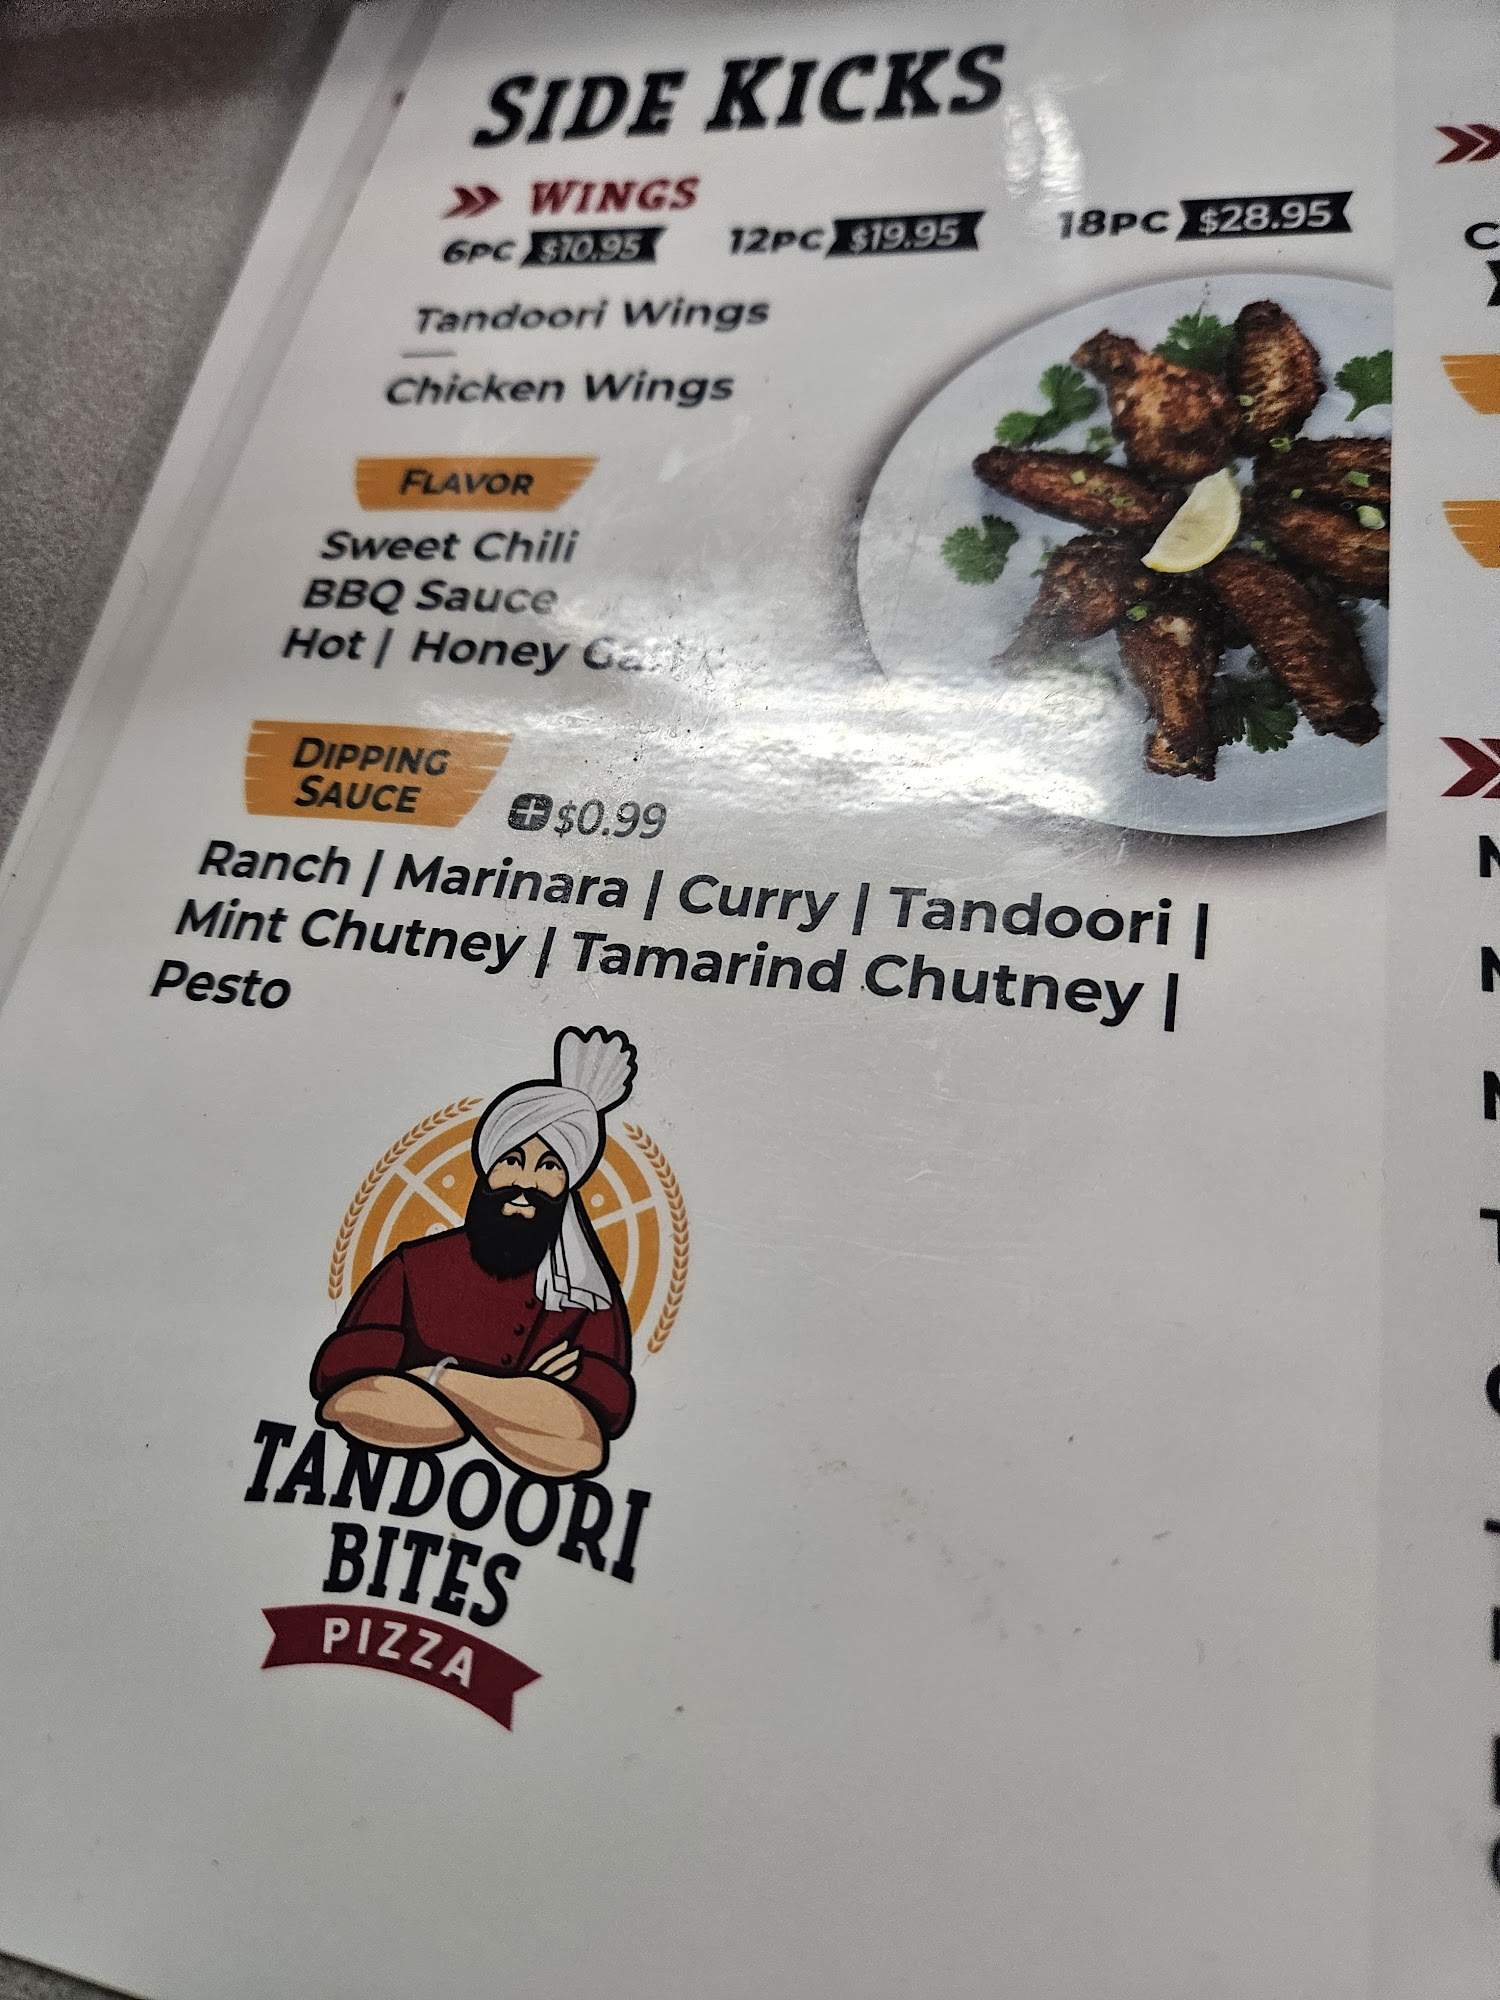 SIDE KICKS
WINGS
6PC $10.95 12PC $19.95 18PC $28.95
Tandoori Wings
Chicken Wings
FLAVOR
Sweet Chili
BBQ Sauce
Hot | Honey
DIPPING
SAUCE
+$0.99
Ranch | Marinara | Curry | Tandoori |
Mint Chutney | Tamarind Chutney |
Pesto
TANDOORI
BITES
PIZZA